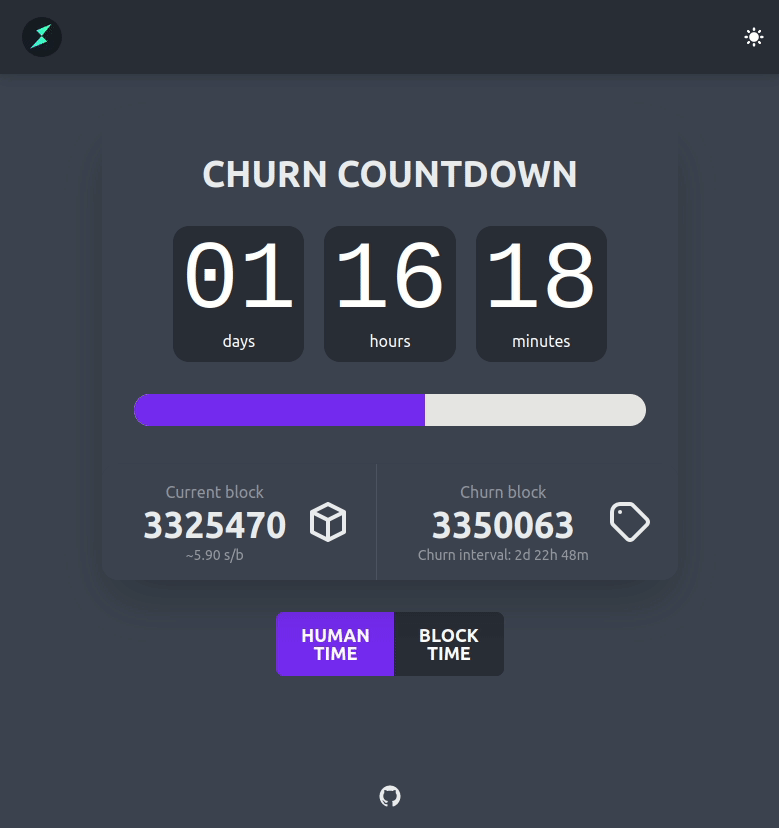 CHURN COUNTDOWN
01 16 18
days hours minutes
Current block
3325470
~5.90 s/b
Churn block
3350063
Churn interval: 2d 22h 48m
HUMAN
TIME
BLOCK
TIME